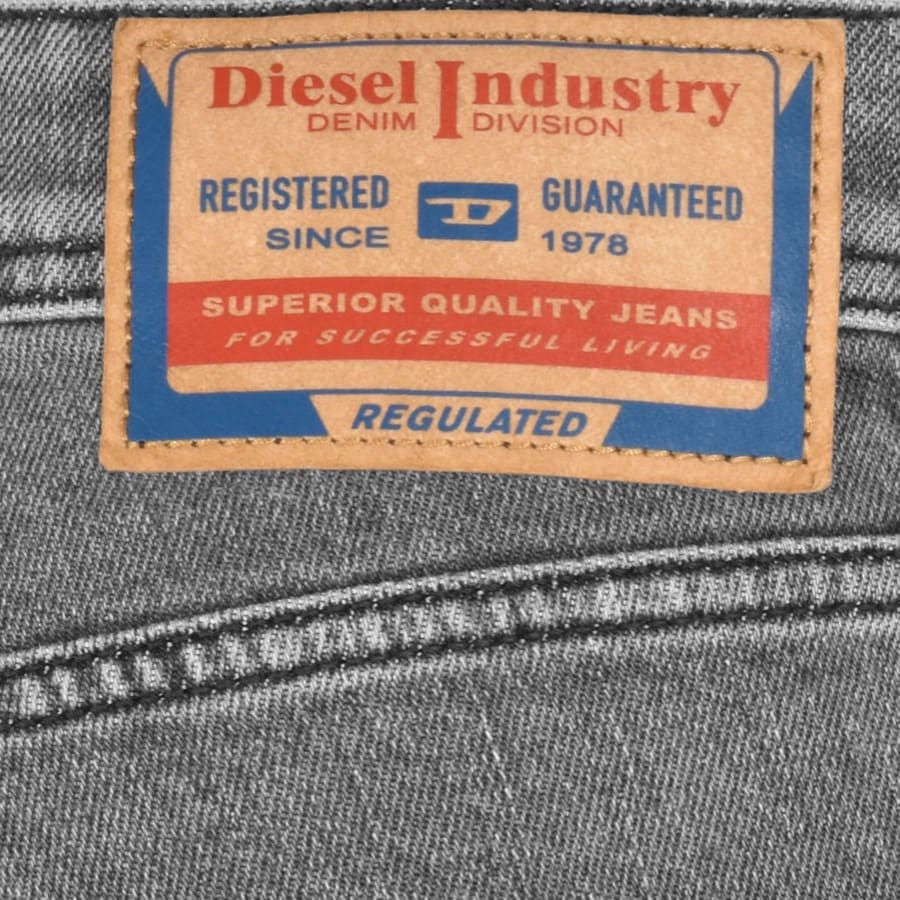 Diesel Industry
DENIM DIVISION
REGISTERED D GUARANTEED
SINCE 1978
SUPERIOR QUALITY JEANS
FOR SUCCESSFUL LIVING
REGULATED